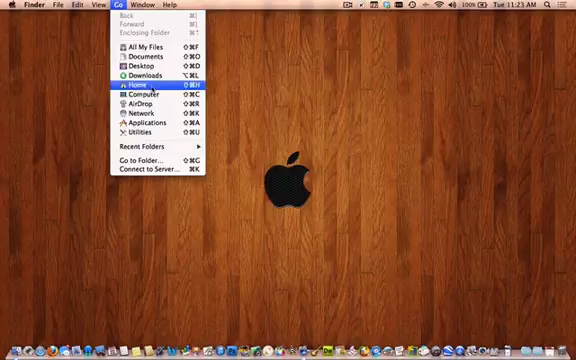 Finder File Edit View Go Window Help 100% Tue 11:23 AM
Back ⌘[
Forward ⌘]
Enclosing Folder ⌘↑
All My Files ⇧⌘F
Documents ⇧⌘O
Desktop ⇧⌘D
Downloads ⌥⌘L
Home ⇧⌘H
Computer ⇧⌘C
AirDrop ⇧⌘R
Network ⇧⌘K
Applications ⇧⌘A
Utilities ⇧⌘U
Recent Folders
Go to Folder... ⇧⌘G
Connect to Server... ⌘K